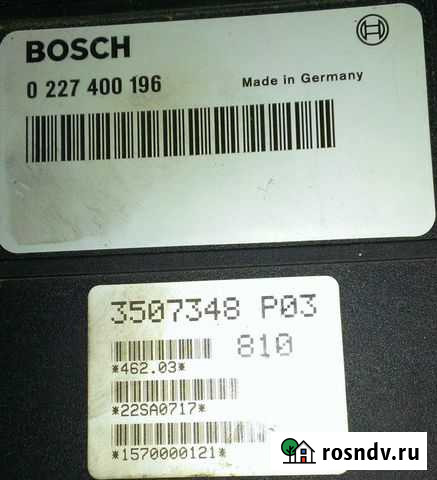 BOSCH
0 227 400 196
Made in Germany
3507348 P03
810
*462.03*
*22SA0717*
*1570000121*
rosndv.ru